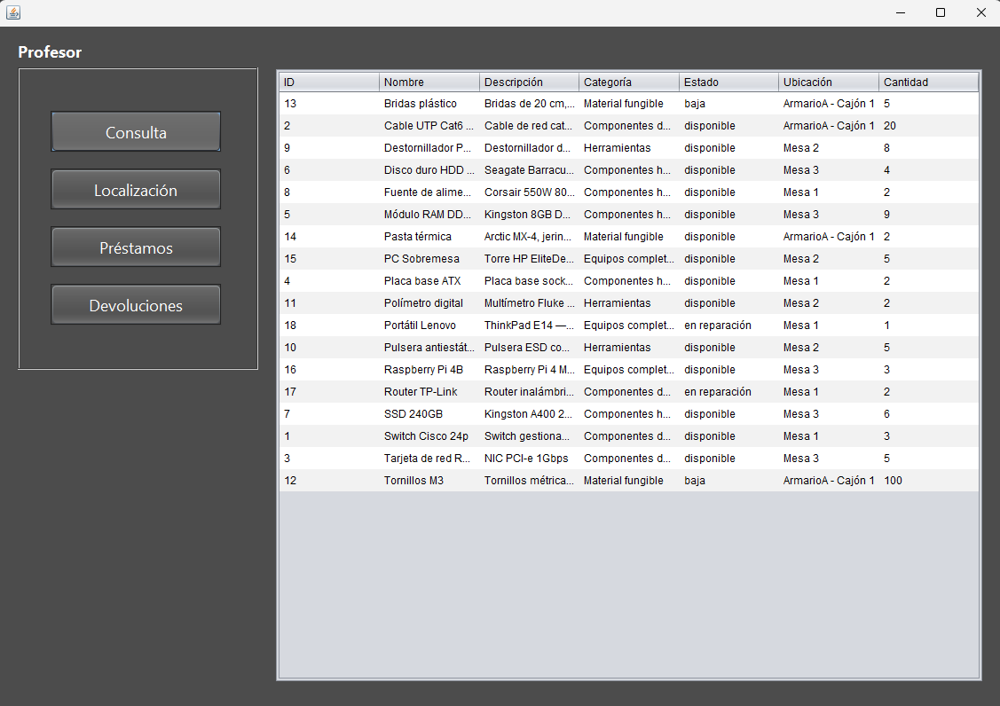 Profesor
Consulta
Localización
Préstamos
Devoluciones
ID Nombre Descripción Categoría Estado Ubicación Cantidad
13 Bridas plástico Bridas de 20 cm,... Material fungible baja ArmarioA - Cajón 1 5
2 Cable UTP Cat6 ... Cable de red cat... Componentes d... disponible ArmarioA - Cajón 1 20
9 Destornillador P... Destornillador d... Herramientas disponible Mesa 2 8
6 Disco duro HDD ... Seagate Barracu... Componentes h... disponible Mesa 3 4
8 Fuente de alime... Corsair 550W 80... Componentes h... disponible Mesa 1 2
5 Módulo RAM DD... Kingston 8GB D... Componentes h... disponible Mesa 3 9
14 Pasta térmica Arctic MX-4, jerin... Material fungible disponible ArmarioA - Cajón 1 2
15 PC Sobremesa Torre HP EliteDe... Equipos complet... disponible Mesa 2 5
4 Placa base ATX Placa base sock... Componentes h... disponible Mesa 1 2
11 Polímetro digital Multímetro Fluke ... Herramientas disponible Mesa 2 2
18 Portátil Lenovo ThinkPad E14 —... Equipos complet... en reparación Mesa 1 1
10 Pulsera antiestát... Pulsera ESD co... Herramientas disponible Mesa 2 5
16 Raspberry Pi 4B Raspberry Pi 4 M... Equipos complet... disponible Mesa 3 3
17 Router TP-Link Router inalámbri... Componentes d... en reparación Mesa 1 2
7 SSD 240GB Kingston A400 2... Componentes h... disponible Mesa 3 6
1 Switch Cisco 24p Switch gestiona... Componentes d... disponible Mesa 1 3
3 Tarjeta de red R... NIC PCI-e 1Gbps Componentes d... disponible Mesa 3 5
12 Tornillos M3 Tornillos métrica... Material fungible baja ArmarioA - Cajón 1 100